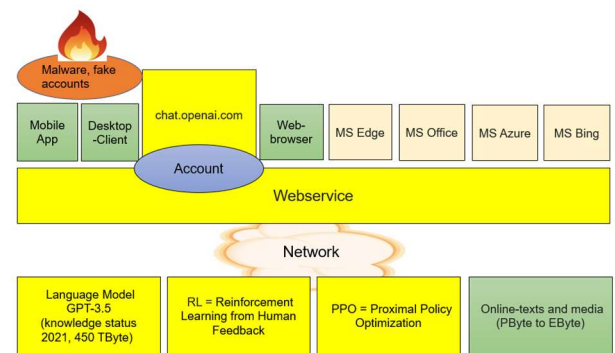 Malware, fake
accounts
Mobile
App
Desktop
-Client
chat.openai.com
Web-
browser
MS Edge
MS Office
MS Azure
MS Bing
Account
Webservice
Network
Language Model
GPT-3.5
(knowledge status
2021, 450 TByte)
RL = Reinforcement
Learning from Human
Feedback
PPO = Proximal Policy
Optimization
Online-texts and media
(PByte to EByte)